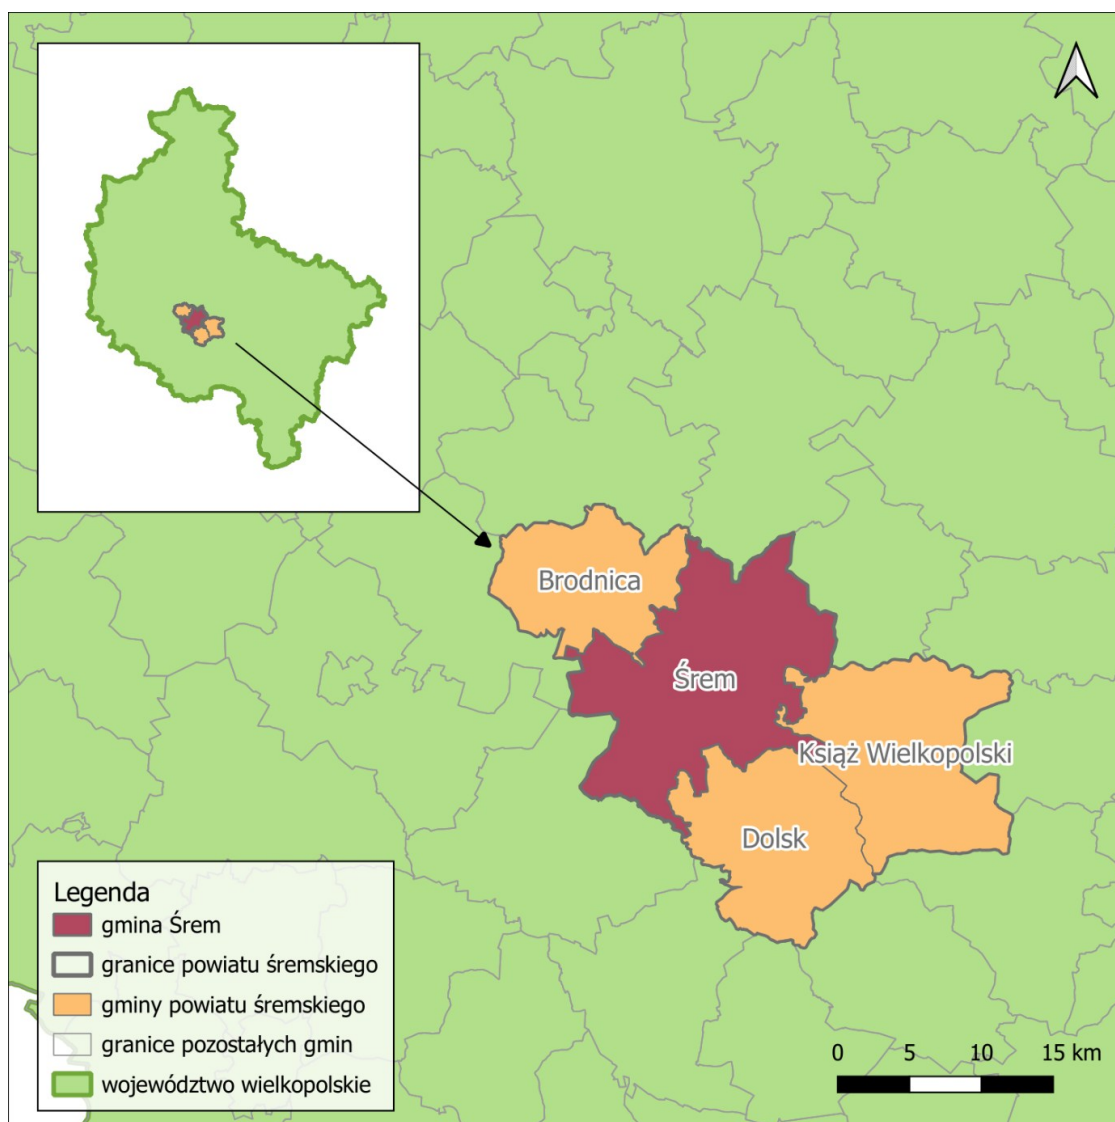 Brodnica
Śrem
Książ Wielkopolski
Dolsk
Legenda
gmina Śrem
granice powiatu śremskiego
gminy powiatu śremskiego
granice pozostałych gmin
województwo wielkopolskie
0 5 10 15 km